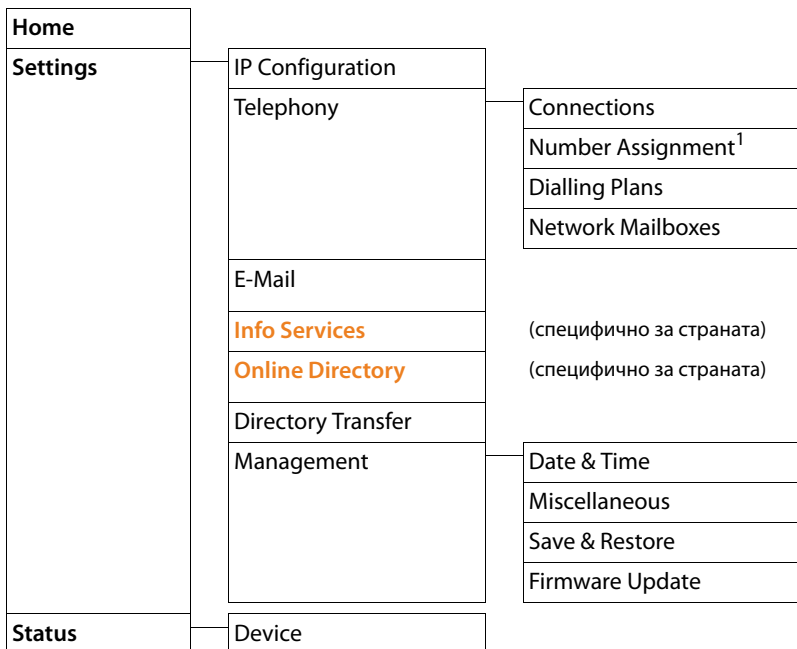 Home
Settings
IP Configuration
Telephony
Connections
Number Assignment1
Dialling Plans
Network Mailboxes
E-Mail
Info Services (специфично за страната)
Online Directory (специфично за страната)
Directory Transfer
Management
Date & Time
Miscellaneous
Save & Restore
Firmware Update
Status
Device